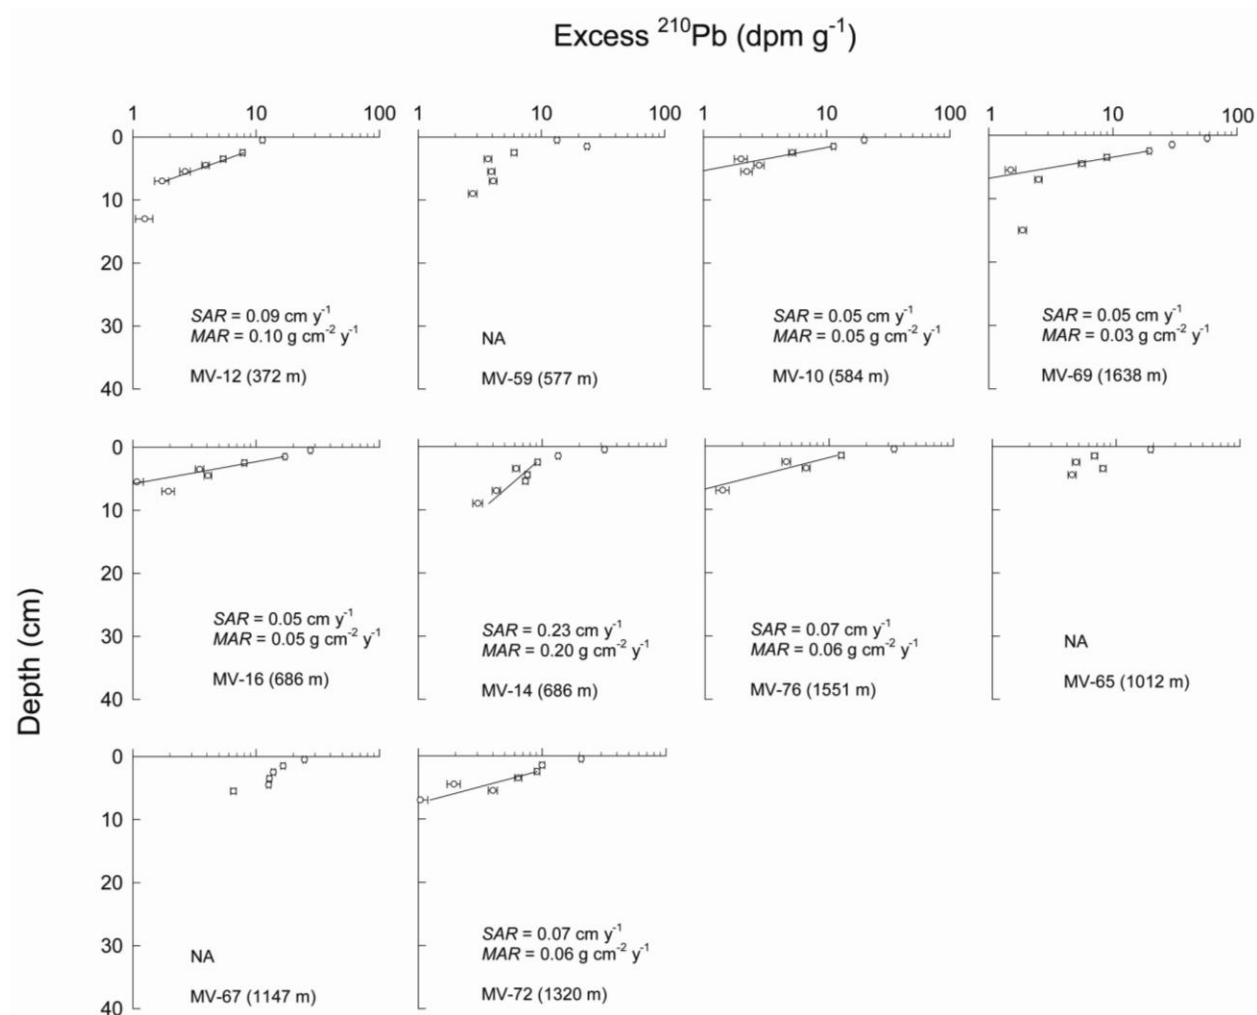 Excess ²¹⁰Pb (dpm g⁻¹)
1 10 100 1 10 100 1 10 100 1 10 100
0
10
20
30
40
SAR = 0.09 cm y⁻¹
MAR = 0.10 g cm⁻² y⁻¹
MV-12 (372 m)
NA
MV-59 (577 m)
SAR = 0.05 cm y⁻¹
MAR = 0.05 g cm⁻² y⁻¹
MV-10 (584 m)
SAR = 0.05 cm y⁻¹
MAR = 0.03 g cm⁻² y⁻¹
MV-69 (1638 m)
Depth (cm)
0
10
20
30
40
SAR = 0.05 cm y⁻¹
MAR = 0.05 g cm⁻² y⁻¹
MV-16 (686 m)
SAR = 0.23 cm y⁻¹
MAR = 0.20 g cm⁻² y⁻¹
MV-14 (686 m)
SAR = 0.07 cm y⁻¹
MAR = 0.06 g cm⁻² y⁻¹
MV-76 (1551 m)
NA
MV-65 (1012 m)
0
10
20
30
40
NA
MV-67 (1147 m)
SAR = 0.07 cm y⁻¹
MAR = 0.06 g cm⁻² y⁻¹
MV-72 (1320 m)